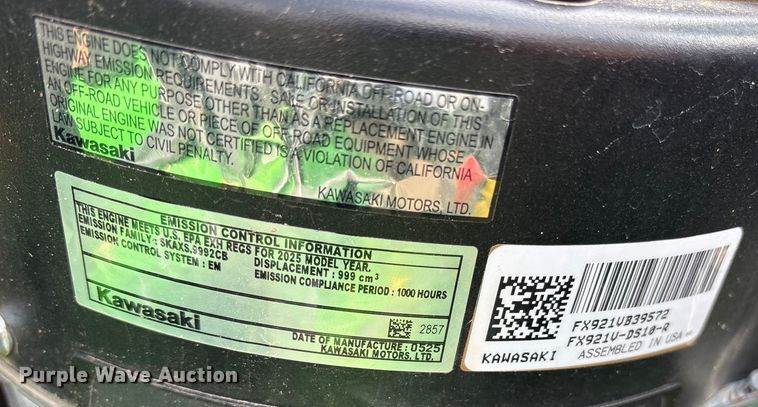 THIS ENGINE DOES NOT COMPLY WITH CALIFORNIA OFF-ROAD OR ON-
HIGHWAY EMISSION REQUIREMENTS. SALE OR INSTALLATION OF THIS
ENGINE FOR ANY PURPOSE OTHER THAN AS A REPLACEMENT ENGINE IN
AN OFF-ROAD VEHICLE OR PIECE OF OFF-ROAD EQUIPMENT WHOSE
ORIGINAL ENGINE WAS NOT CERTIFIED IS A VIOLATION OF CALIFORNIA
LAW SUBJECT TO CIVIL PENALTY.
Kawasaki
KAWASAKI MOTORS, LTD.
EMISSION CONTROL INFORMATION
THIS ENGINE MEETS U.S. EPA EXH REGS FOR 2025 MODEL YEAR.
EMISSION FAMILY : SKAXS.9992CB
DISPLACEMENT : 999 cm³
EMISSION CONTROL SYSTEM : EM
EMISSION COMPLIANCE PERIOD : 1000 HOURS
Kawasaki
2857
DATE OF MANUFACTURE : 0525
KAWASAKI MOTORS, LTD.
FX921VB39572
FX921V-DS10-R
KAWASAKI ASSEMBLED IN USA
Purple Wave Auction